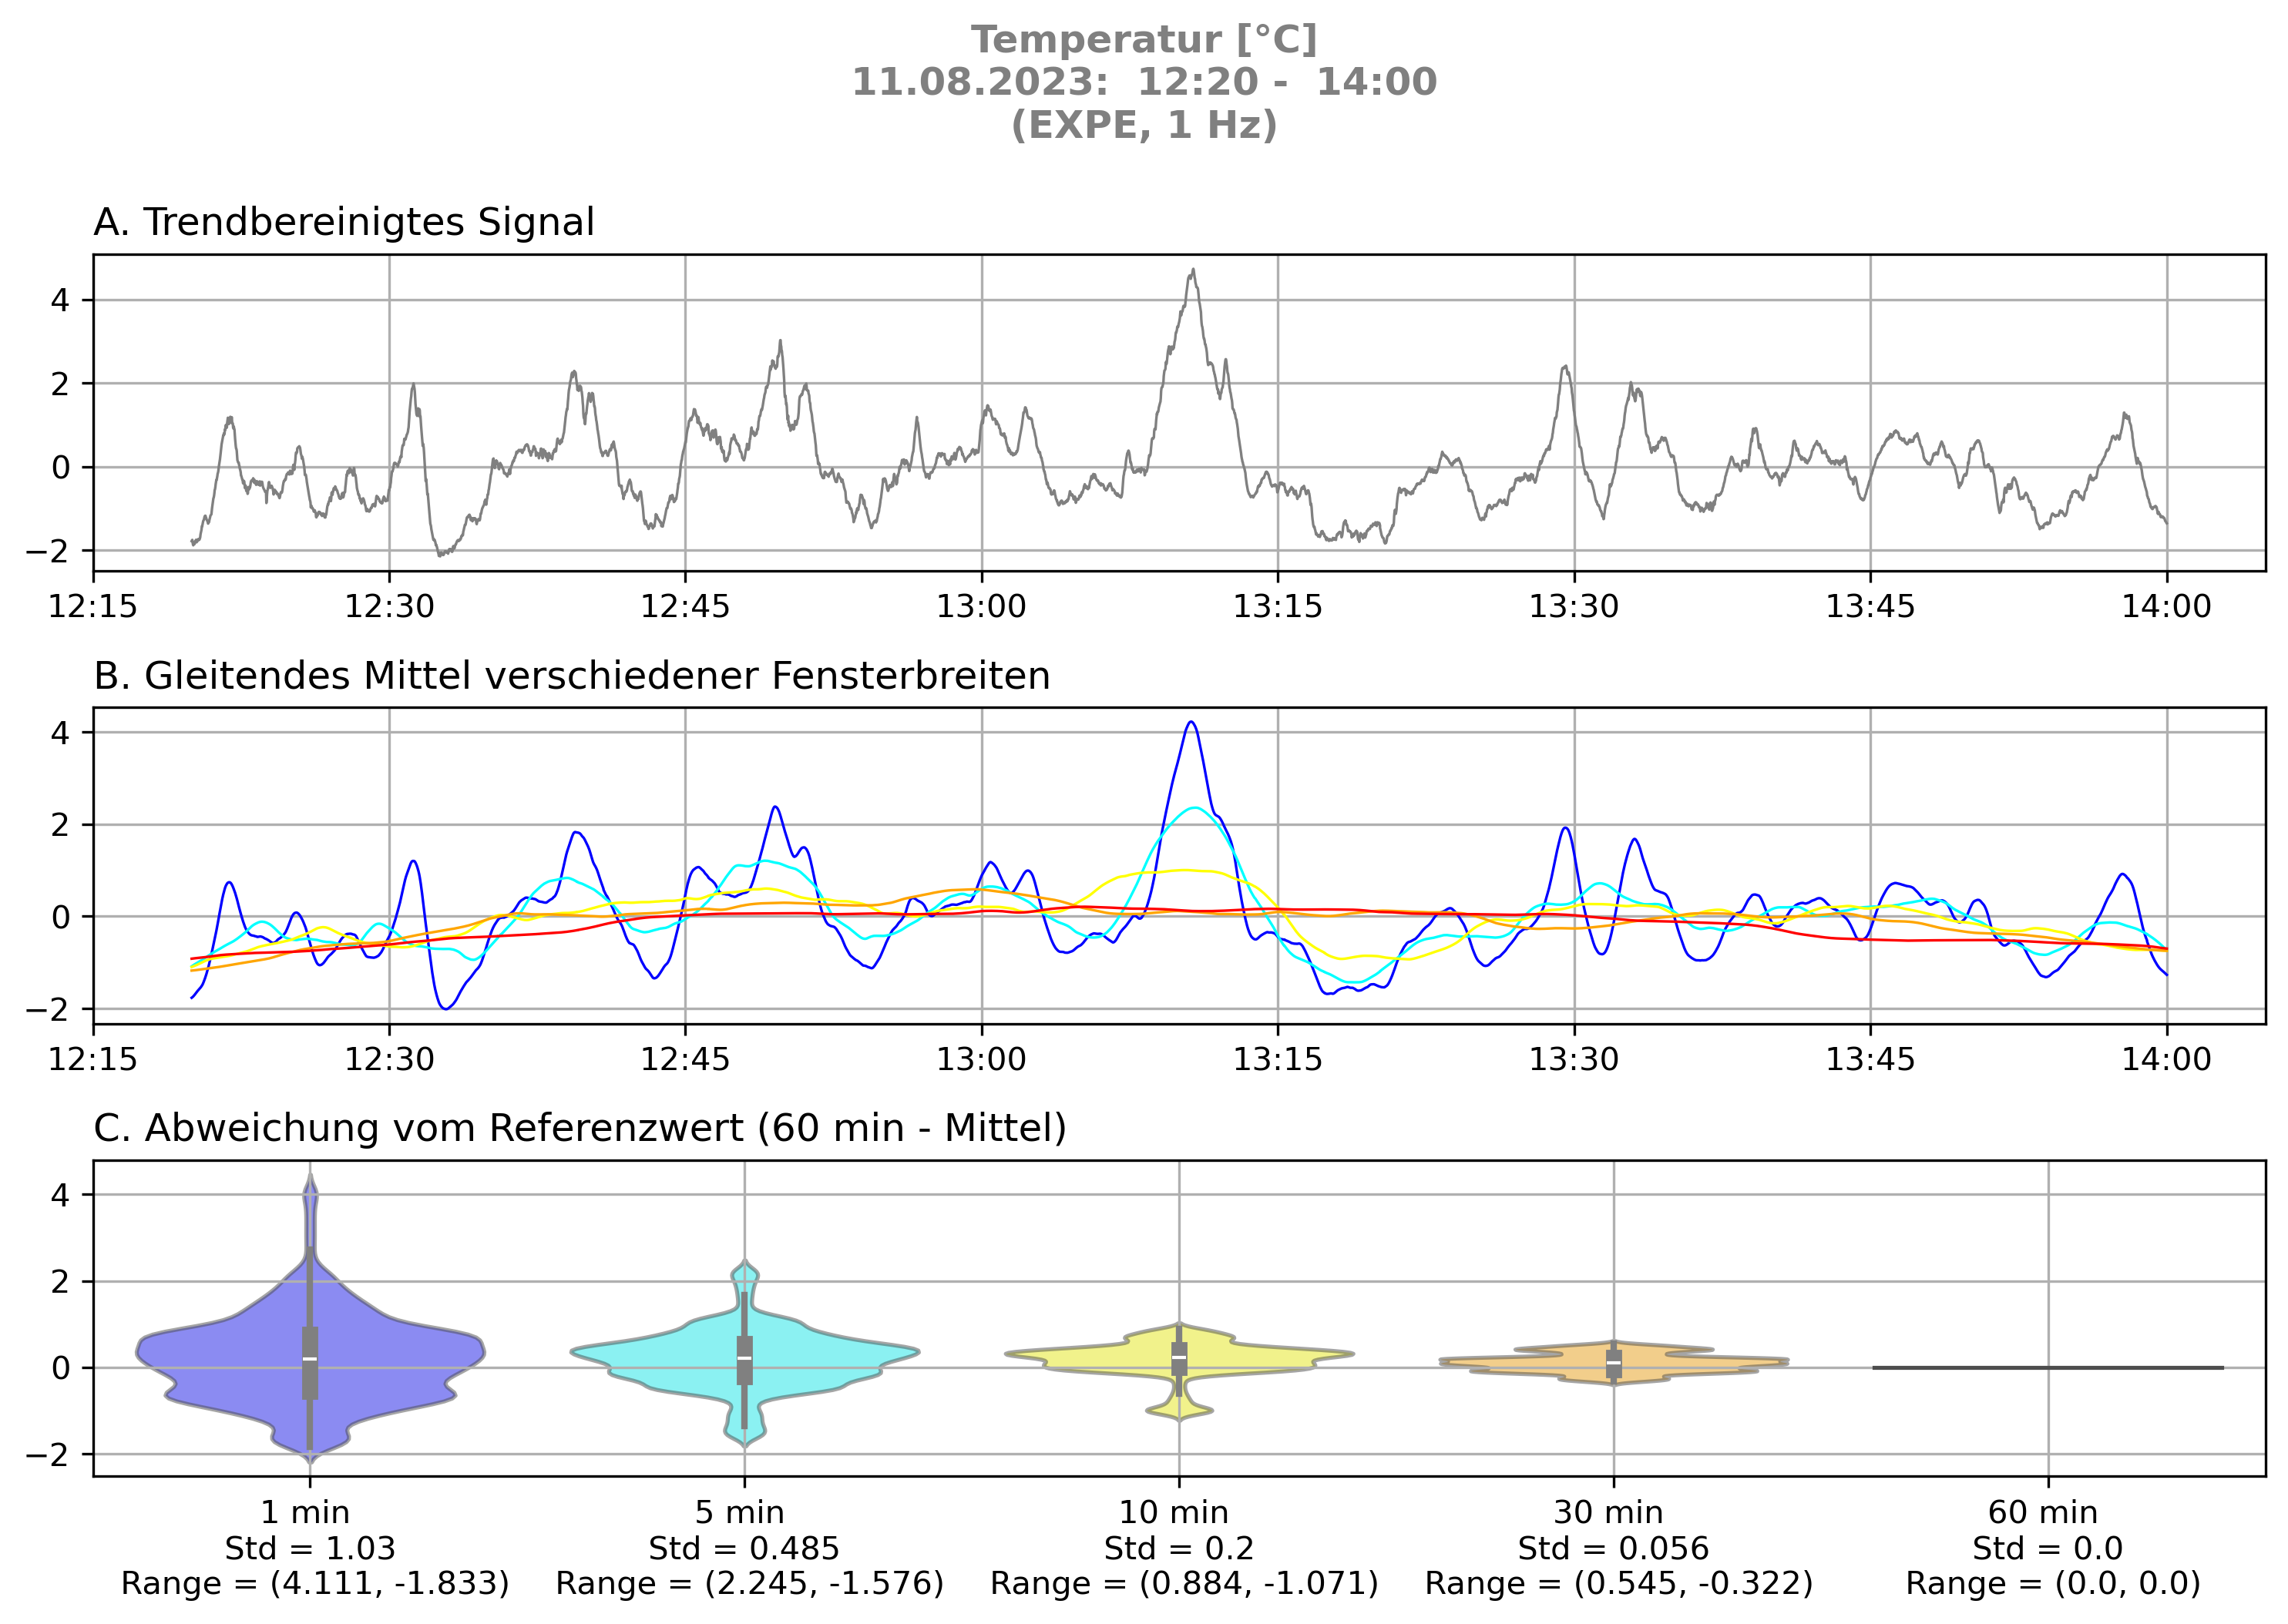 Temperatur [°C]
11.08.2023:  12:20 -  14:00
(EXPE, 1 Hz)
A. Trendbereinigtes Signal
4
2
0
−2
12:15 12:30 12:45 13:00 13:15 13:30 13:45 14:00
B. Gleitendes Mittel verschiedener Fensterbreiten
4
2
0
−2
12:15 12:30 12:45 13:00 13:15 13:30 13:45 14:00
C. Abweichung vom Referenzwert (60 min - Mittel)
4
2
0
−2
1 min 5 min 10 min 30 min 60 min
Std = 1.03 Std = 0.485 Std = 0.2 Std = 0.056 Std = 0.0
Range = (4.111, -1.833) Range = (2.245, -1.576) Range = (0.884, -1.071) Range = (0.545, -0.322) Range = (0.0, 0.0)